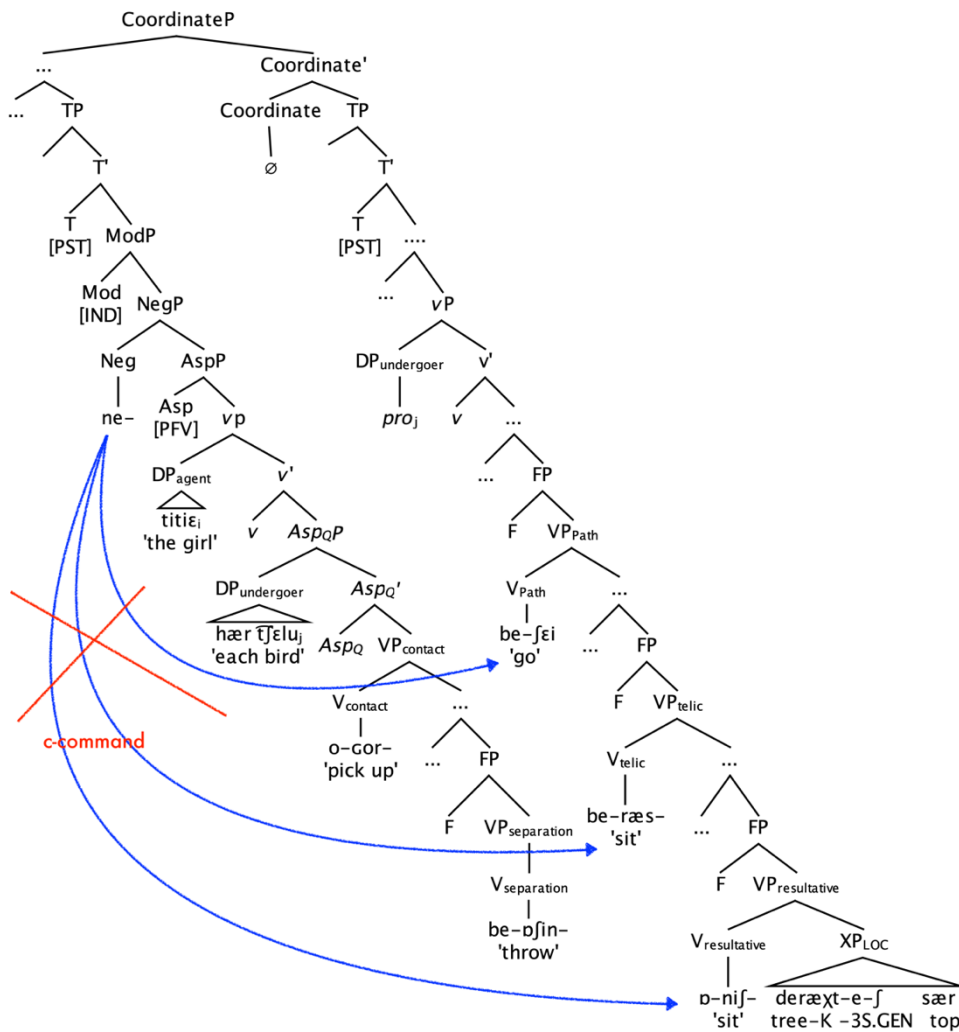 CoordinateP
... Coordinate'
... TP Coordinate TP
T' ∅ T'
T ModP T ....
[PST] [PST]
Mod NegP ... vP
[IND]
Neg AspP DPundergoer v'
ne- Asp vp proj v ...
[PFV]
DPagent v' ... FP
titiɛi v AspQP F VPPath
'the girl'
DPundergoer AspQ' VPath ...
hær t͡ʃɛluj AspQ VPcontact be-ʃɛi ... FP
'each bird' 'go'
Vcontact ... F VPtelic
c-command
o-ɢor- ... FP Vtelic ...
'pick up'
F VPseparation be-ræs- ... FP
'sit'
Vseparation F VPresultative
be-ɒʃin- Vresultative XPLOC
'throw'
ɒ-niʃ- deræχt-e-ʃ sær
'sit' tree-K -3S.GEN top